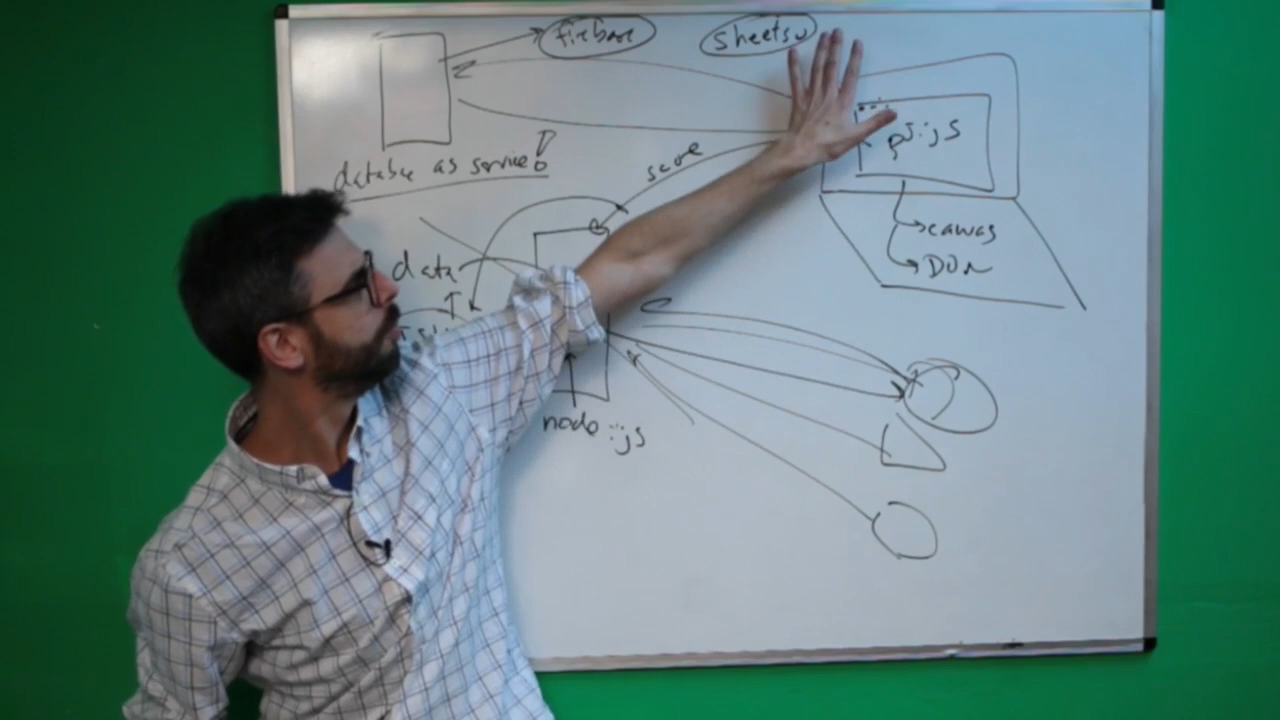 firebase
sheetsu
p5.js
database as service!
score
canvas
DOM
data
node.js